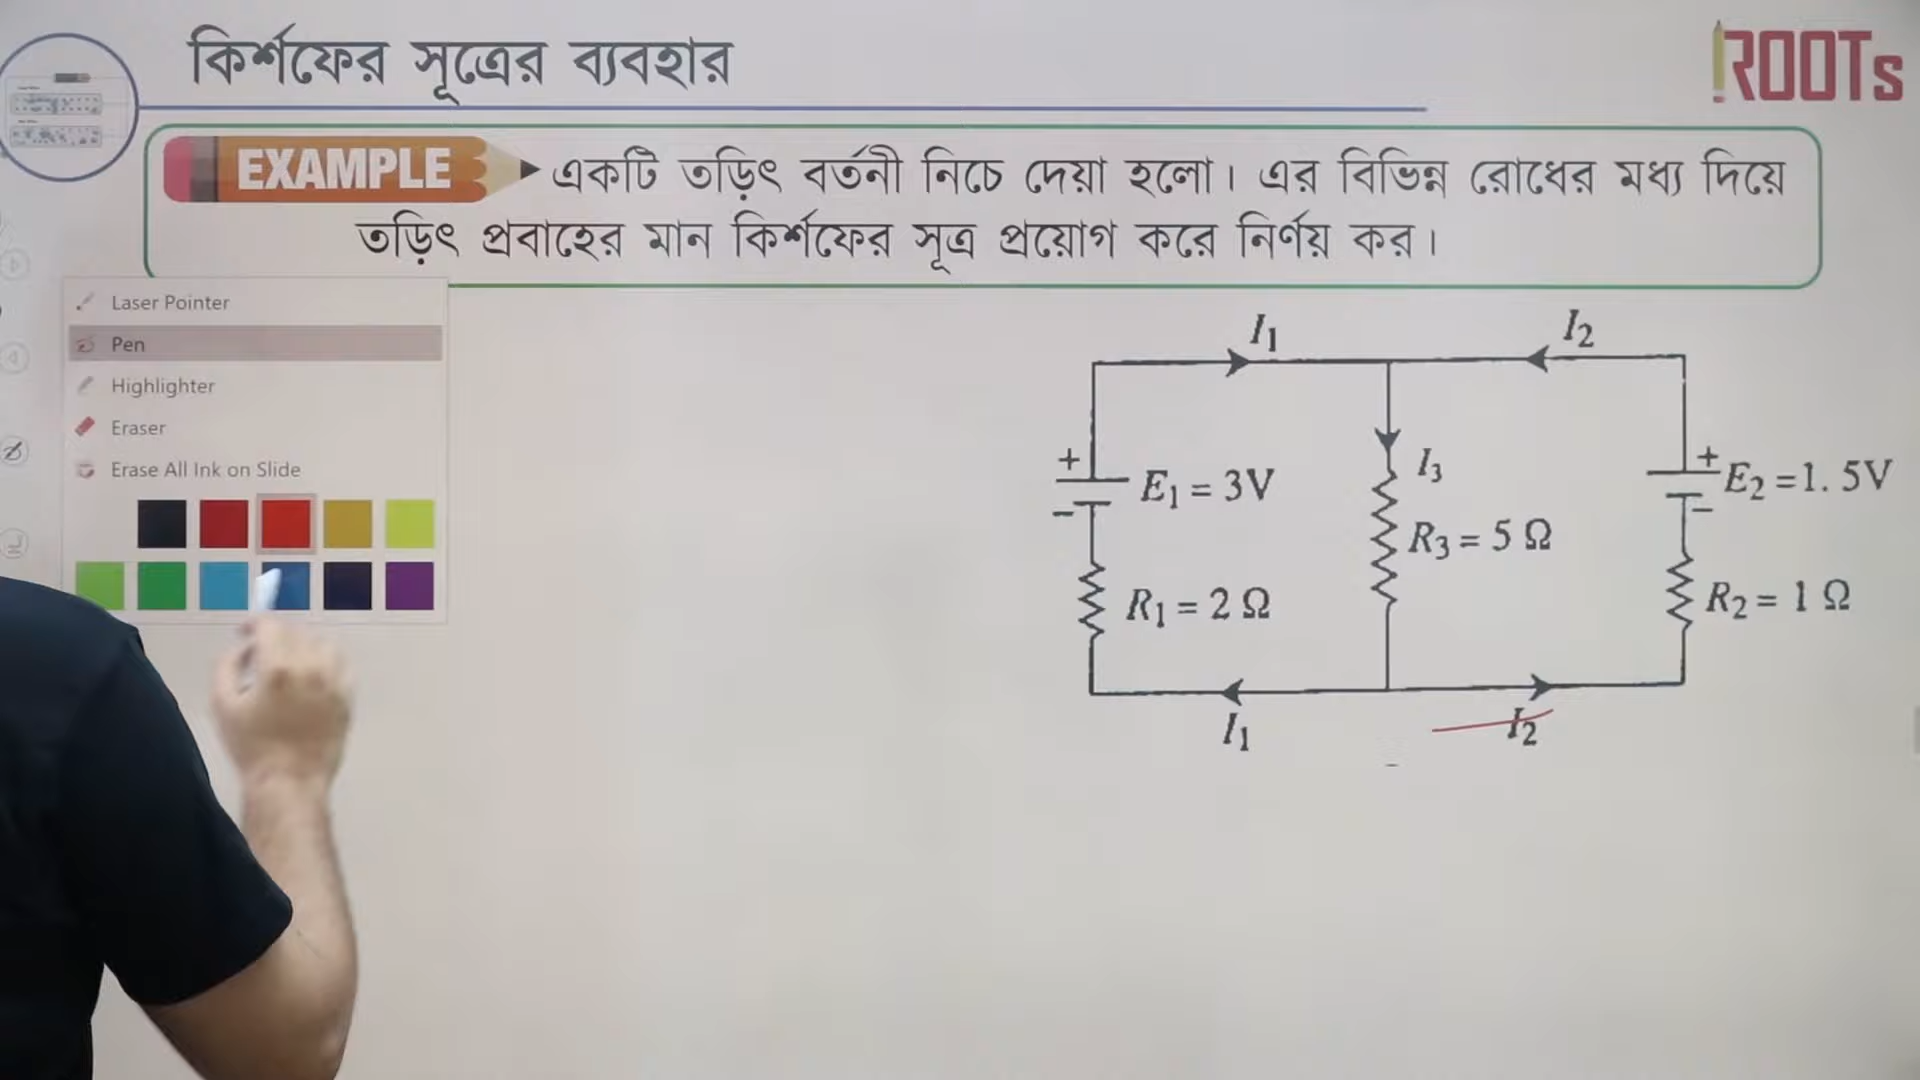 কির্শফের সূত্রের ব্যবহার
ROOTs
EXAMPLE একটি তড়িৎ বর্তনী নিচে দেয়া হলো। এর বিভিন্ন রোধের মধ্য দিয়ে
তড়িৎ প্রবাহের মান কির্শফের সূত্র প্রয়োগ করে নির্ণয় কর।
Laser Pointer
Pen
Highlighter
Eraser
Erase All Ink on Slide
I₁
I₂
+
E₁ = 3V
−
R₁ = 2 Ω
I₃
R₃ = 5 Ω
+
E₂ =1. 5V
−
R₂ = 1 Ω
I₁
I₂